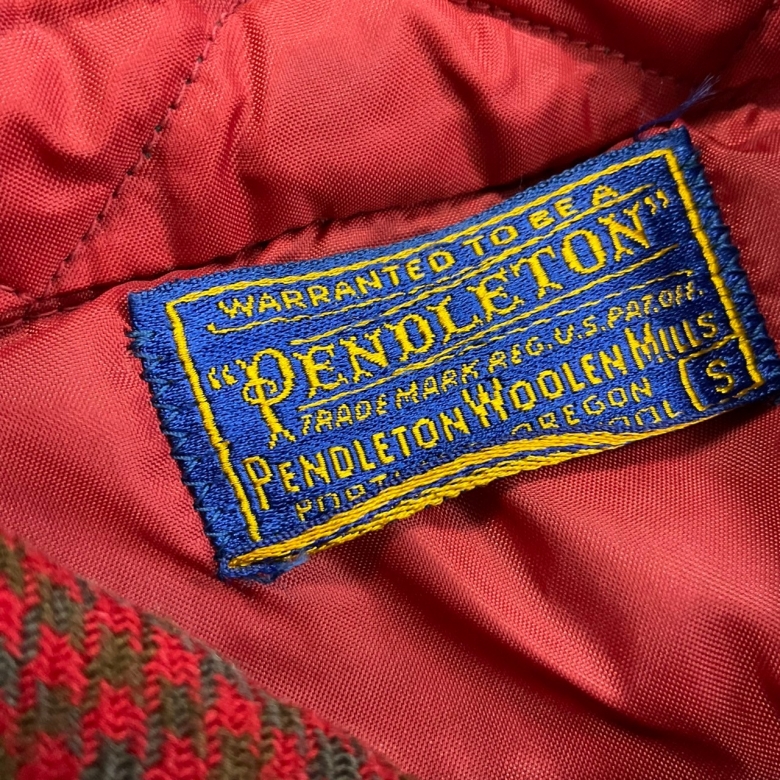 WARRANTED TO BE A
"PENDLETON"
TRADE MARK REG. U.S. PAT. OFF.
PENDLETON WOOLEN MILLS
OREGON
S